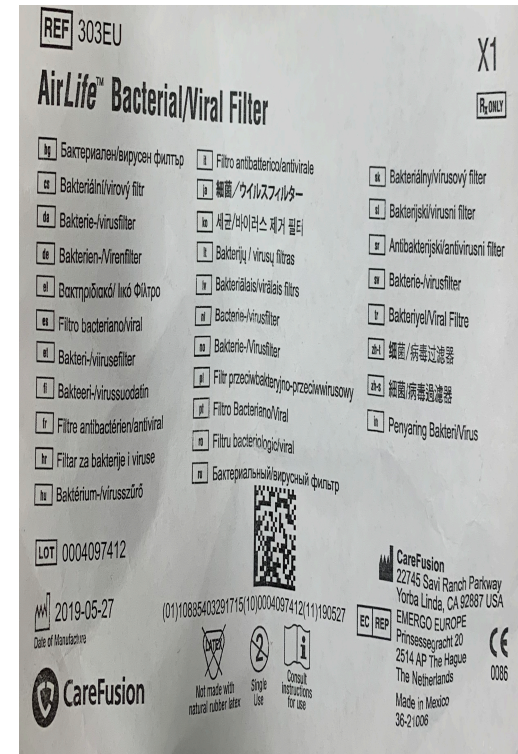 REF 303EU
X1
AirLife™ Bacterial/Viral Filter
Rx ONLY
bg Бактериален/вирусен филтър
cs Bakteriální/virový filtr
da Bakterie-/virusfilter
de Bakterien-/Virenfilter
el Βακτηριδιακό/ Ιικό Φίλτρο
es Filtro bacteriano/viral
et Bakteri-/viirusefilter
fi Bakteeri-/virussuodatin
fr Filtre antibactérien/antiviral
hr Filtar za bakterije i viruse
hu Baktérium-/vírusszűrő
it Filtro antibatterico/antivirale
ja 細菌/ウイルスフィルター
ko 세균/바이러스 제거 필터
lt Bakterijų / virusų filtras
lv Bakteriālais/virālais filtrs
nl Bacterie-/virusfilter
no Bakterie-/Virusfilter
pl Filtr przeciwbakteryjno-przeciwwirusowy
pt Filtro Bacteriano/Viral
ro Filtru bacteriologic/viral
ru Бактериальный/вирусный фильтр
sk Bakteriálny/vírusový filter
sl Bakterijski/virusni filter
sr Antibakterijski/antivirusni filter
sv Bakterie-/virusfilter
tr Bakteriyel/Viral Filtre
zh-t 细菌/病毒过滤器
zh-s 細菌/病毒過濾器
in Penyaring Bakteri/Virus
LOT 0004097412
2019-05-27
Date of Manufacture
(01)10885403291715(10)0004097412(11)190527
LATEX
Not made with
natural rubber latex
2
Single
Use
i
Consult
instructions
for use
CareFusion
CareFusion
22745 Savi Ranch Parkway
Yorba Linda, CA 92887 USA
EC REP
EMERGO EUROPE
Prinsessegracht 20
2514 AP The Hague
The Netherlands
CE
0086
Made in Mexico
36-21006